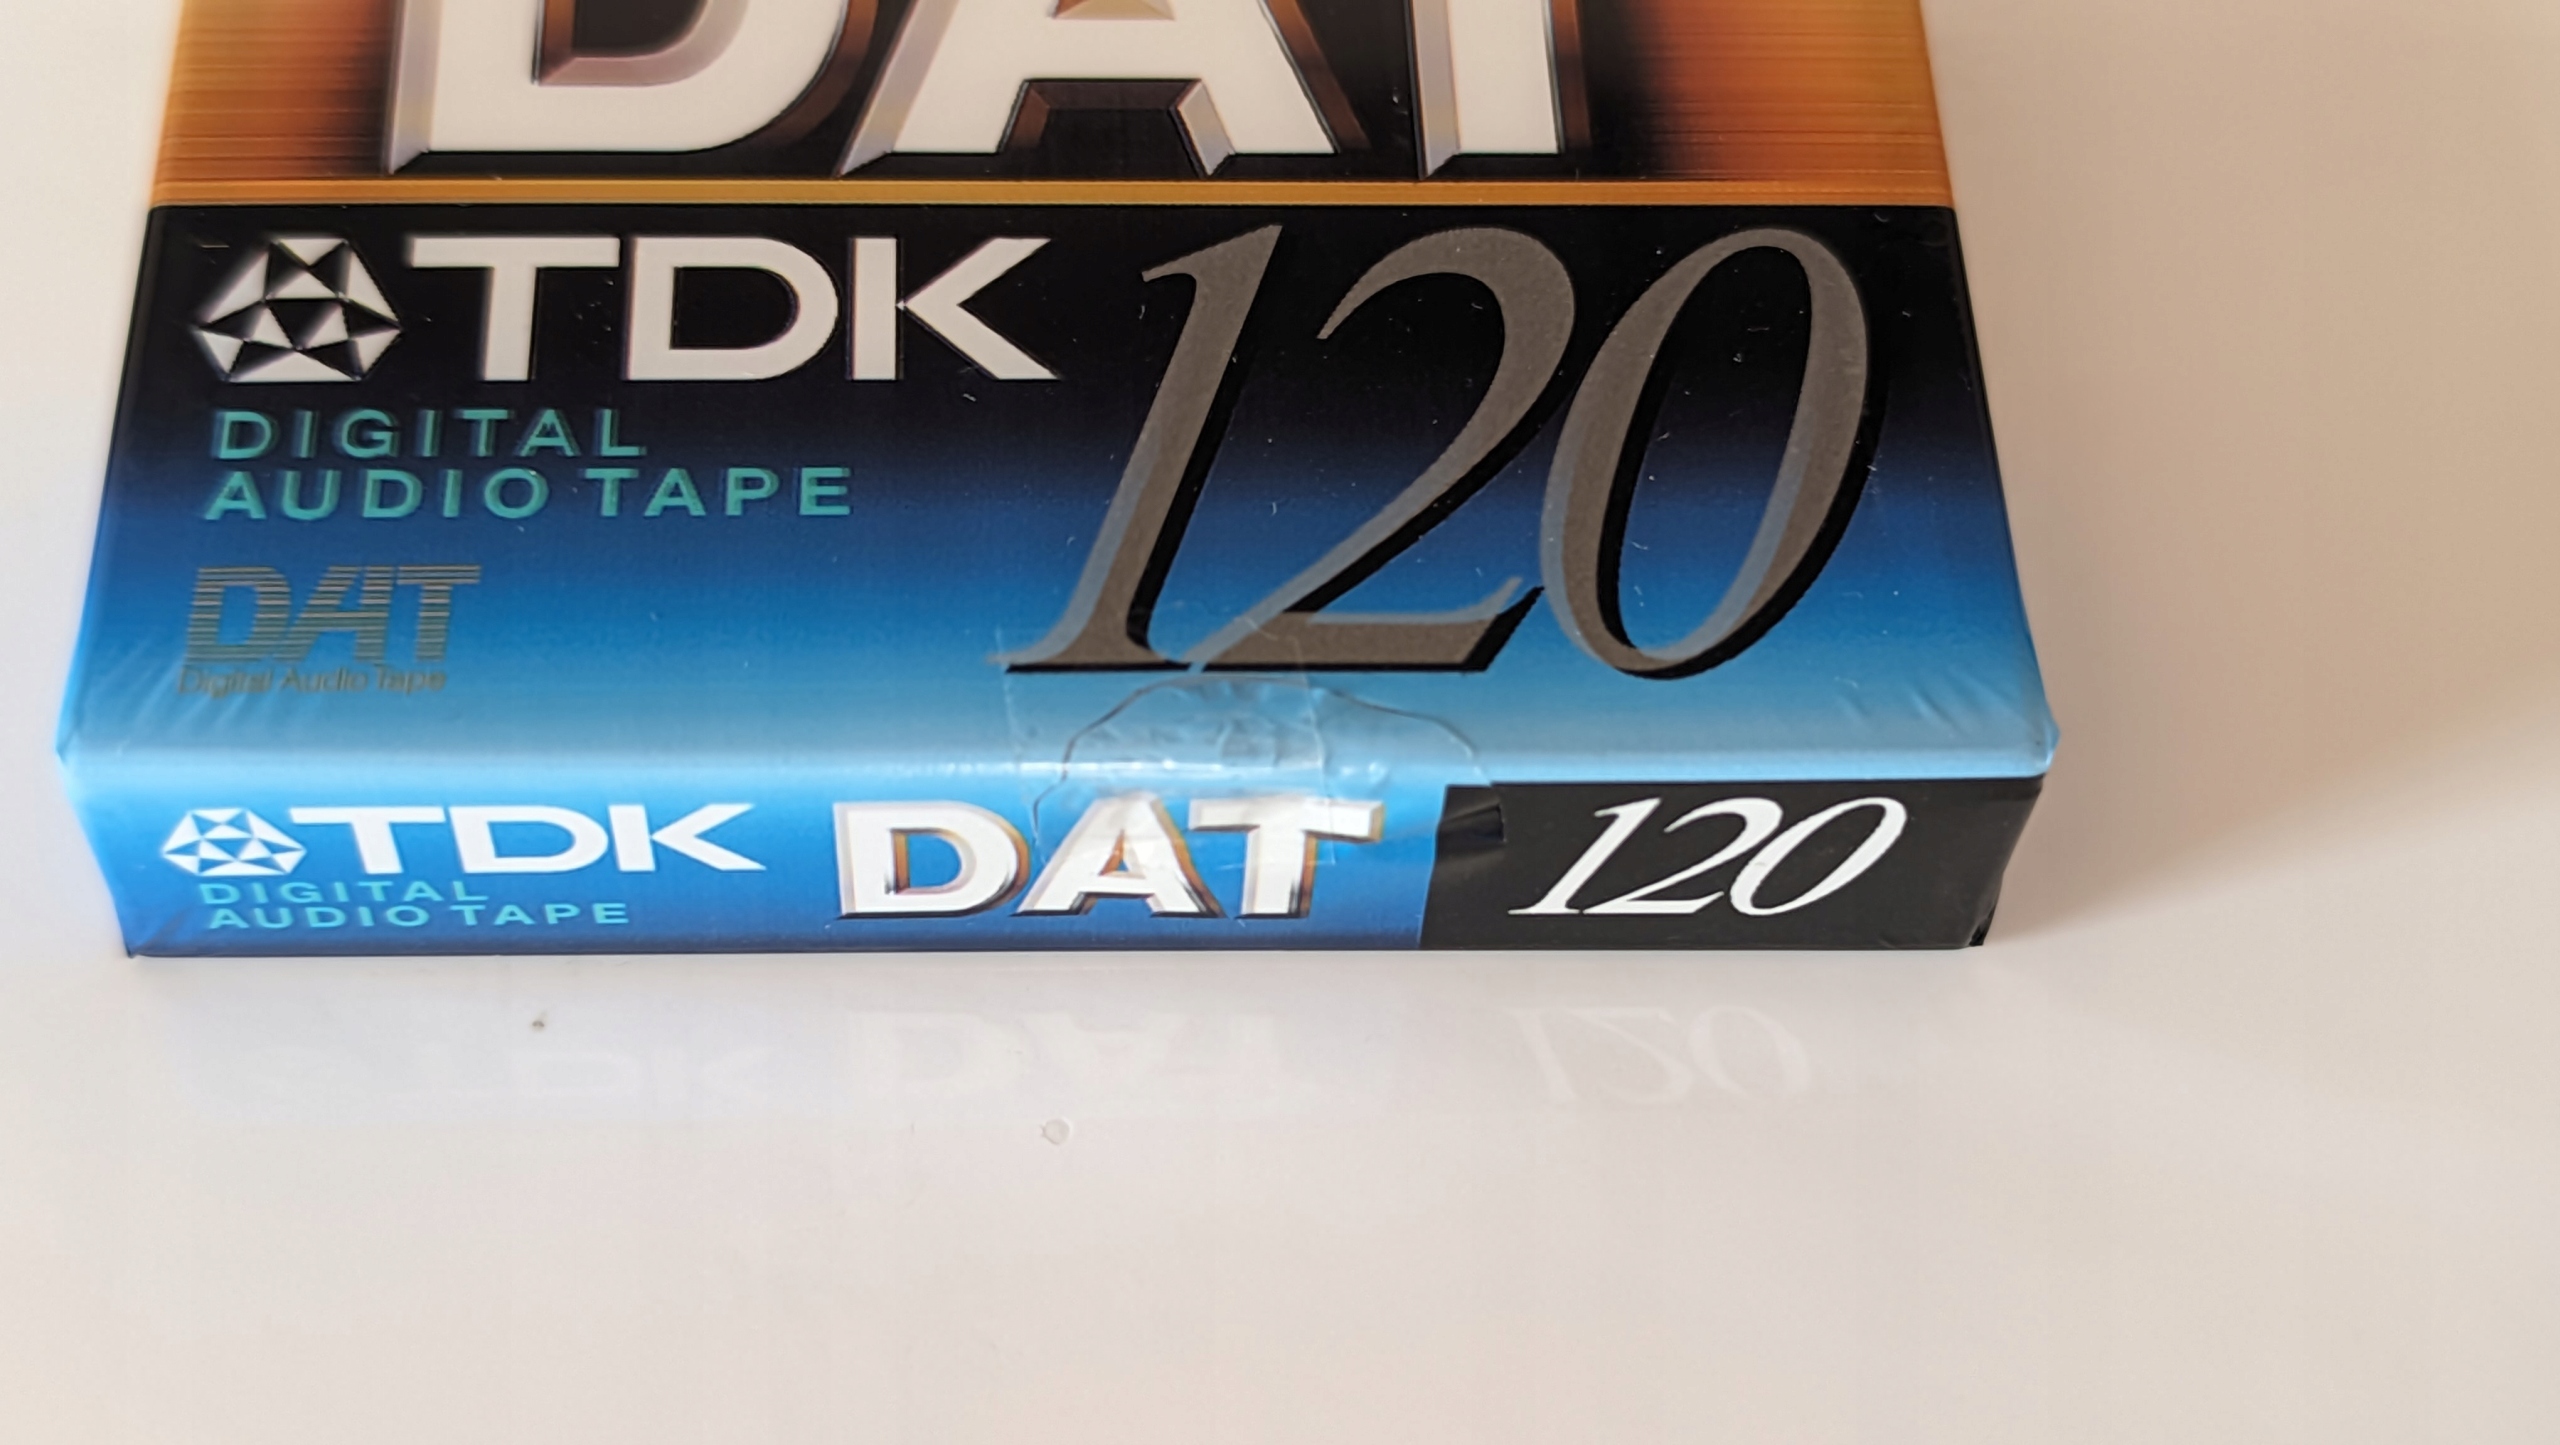 DAT
TDK 120
DIGITAL
AUDIO TAPE
DAT
Digital Audio Tape
TDK DAT 120
DIGITAL
AUDIO TAPE